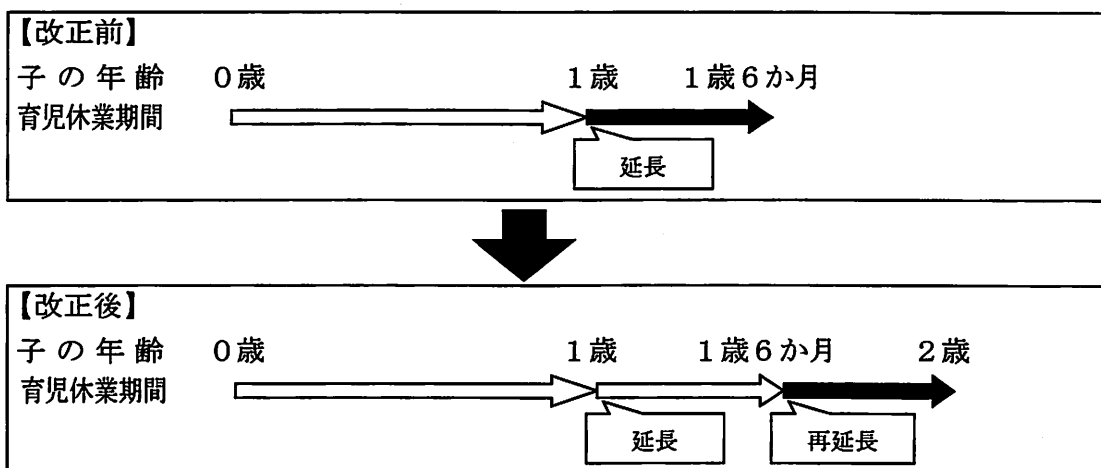 【改正前】
子の年齢 0歳 1歳 1歳6か月
育児休業期間
延長
【改正後】
子の年齢 0歳 1歳 1歳6か月 2歳
育児休業期間
延長 再延長